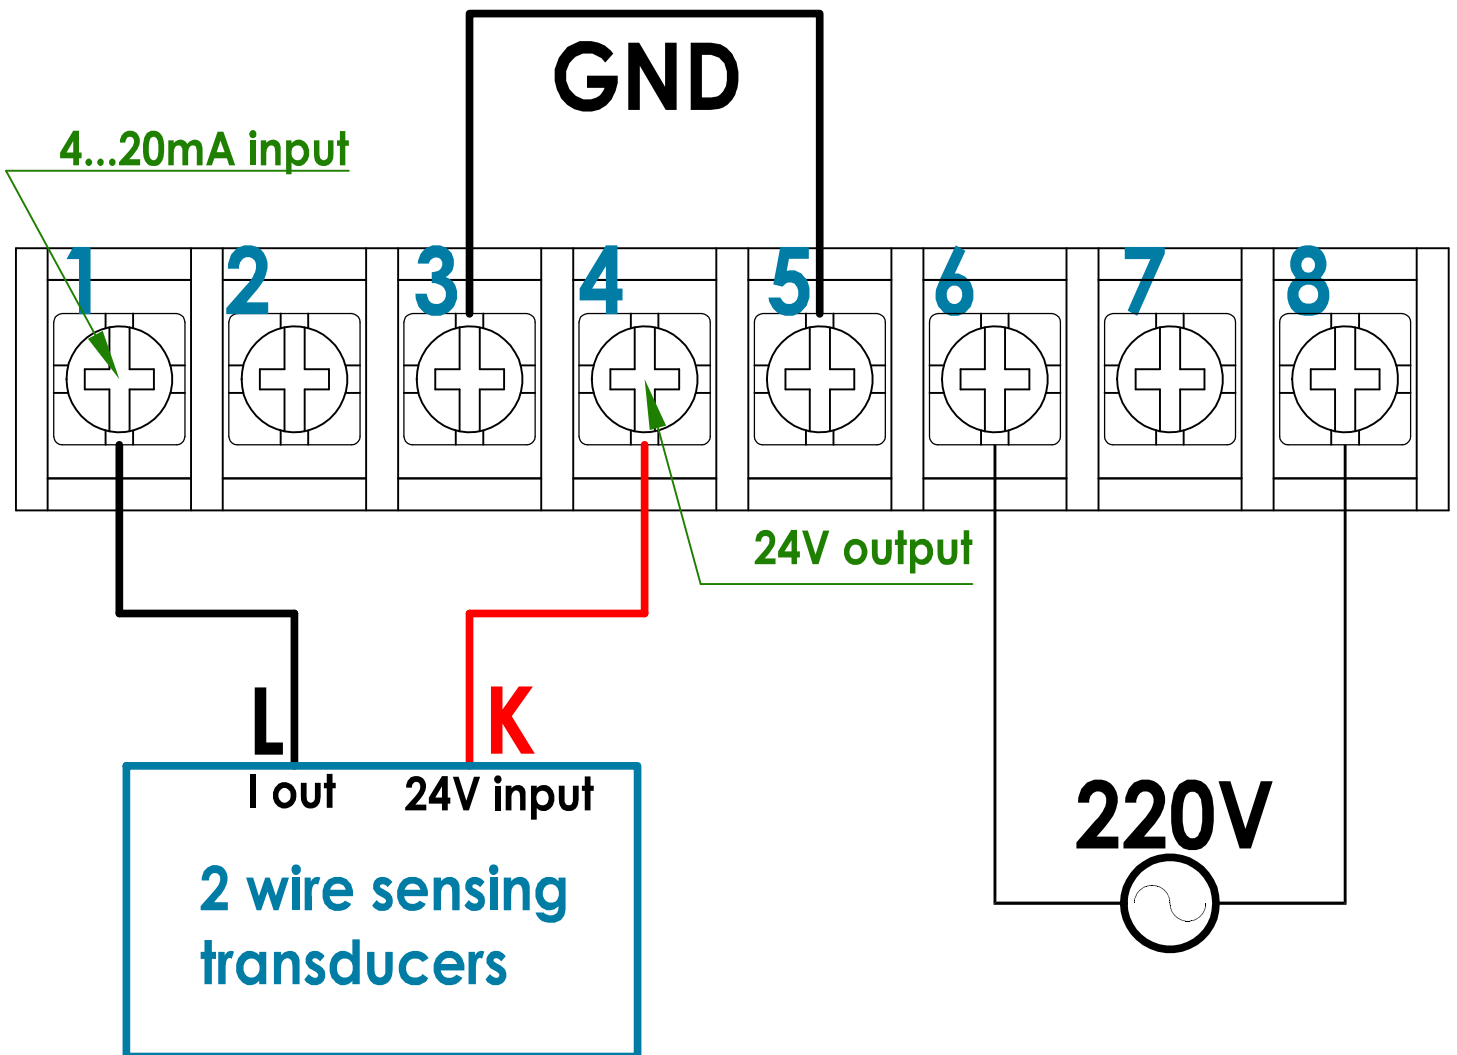 GND
4...20mA input
1 2 3 4 5 6 7 8
24V output
L K
I out 24V input
220V
2 wire sensing
transducers